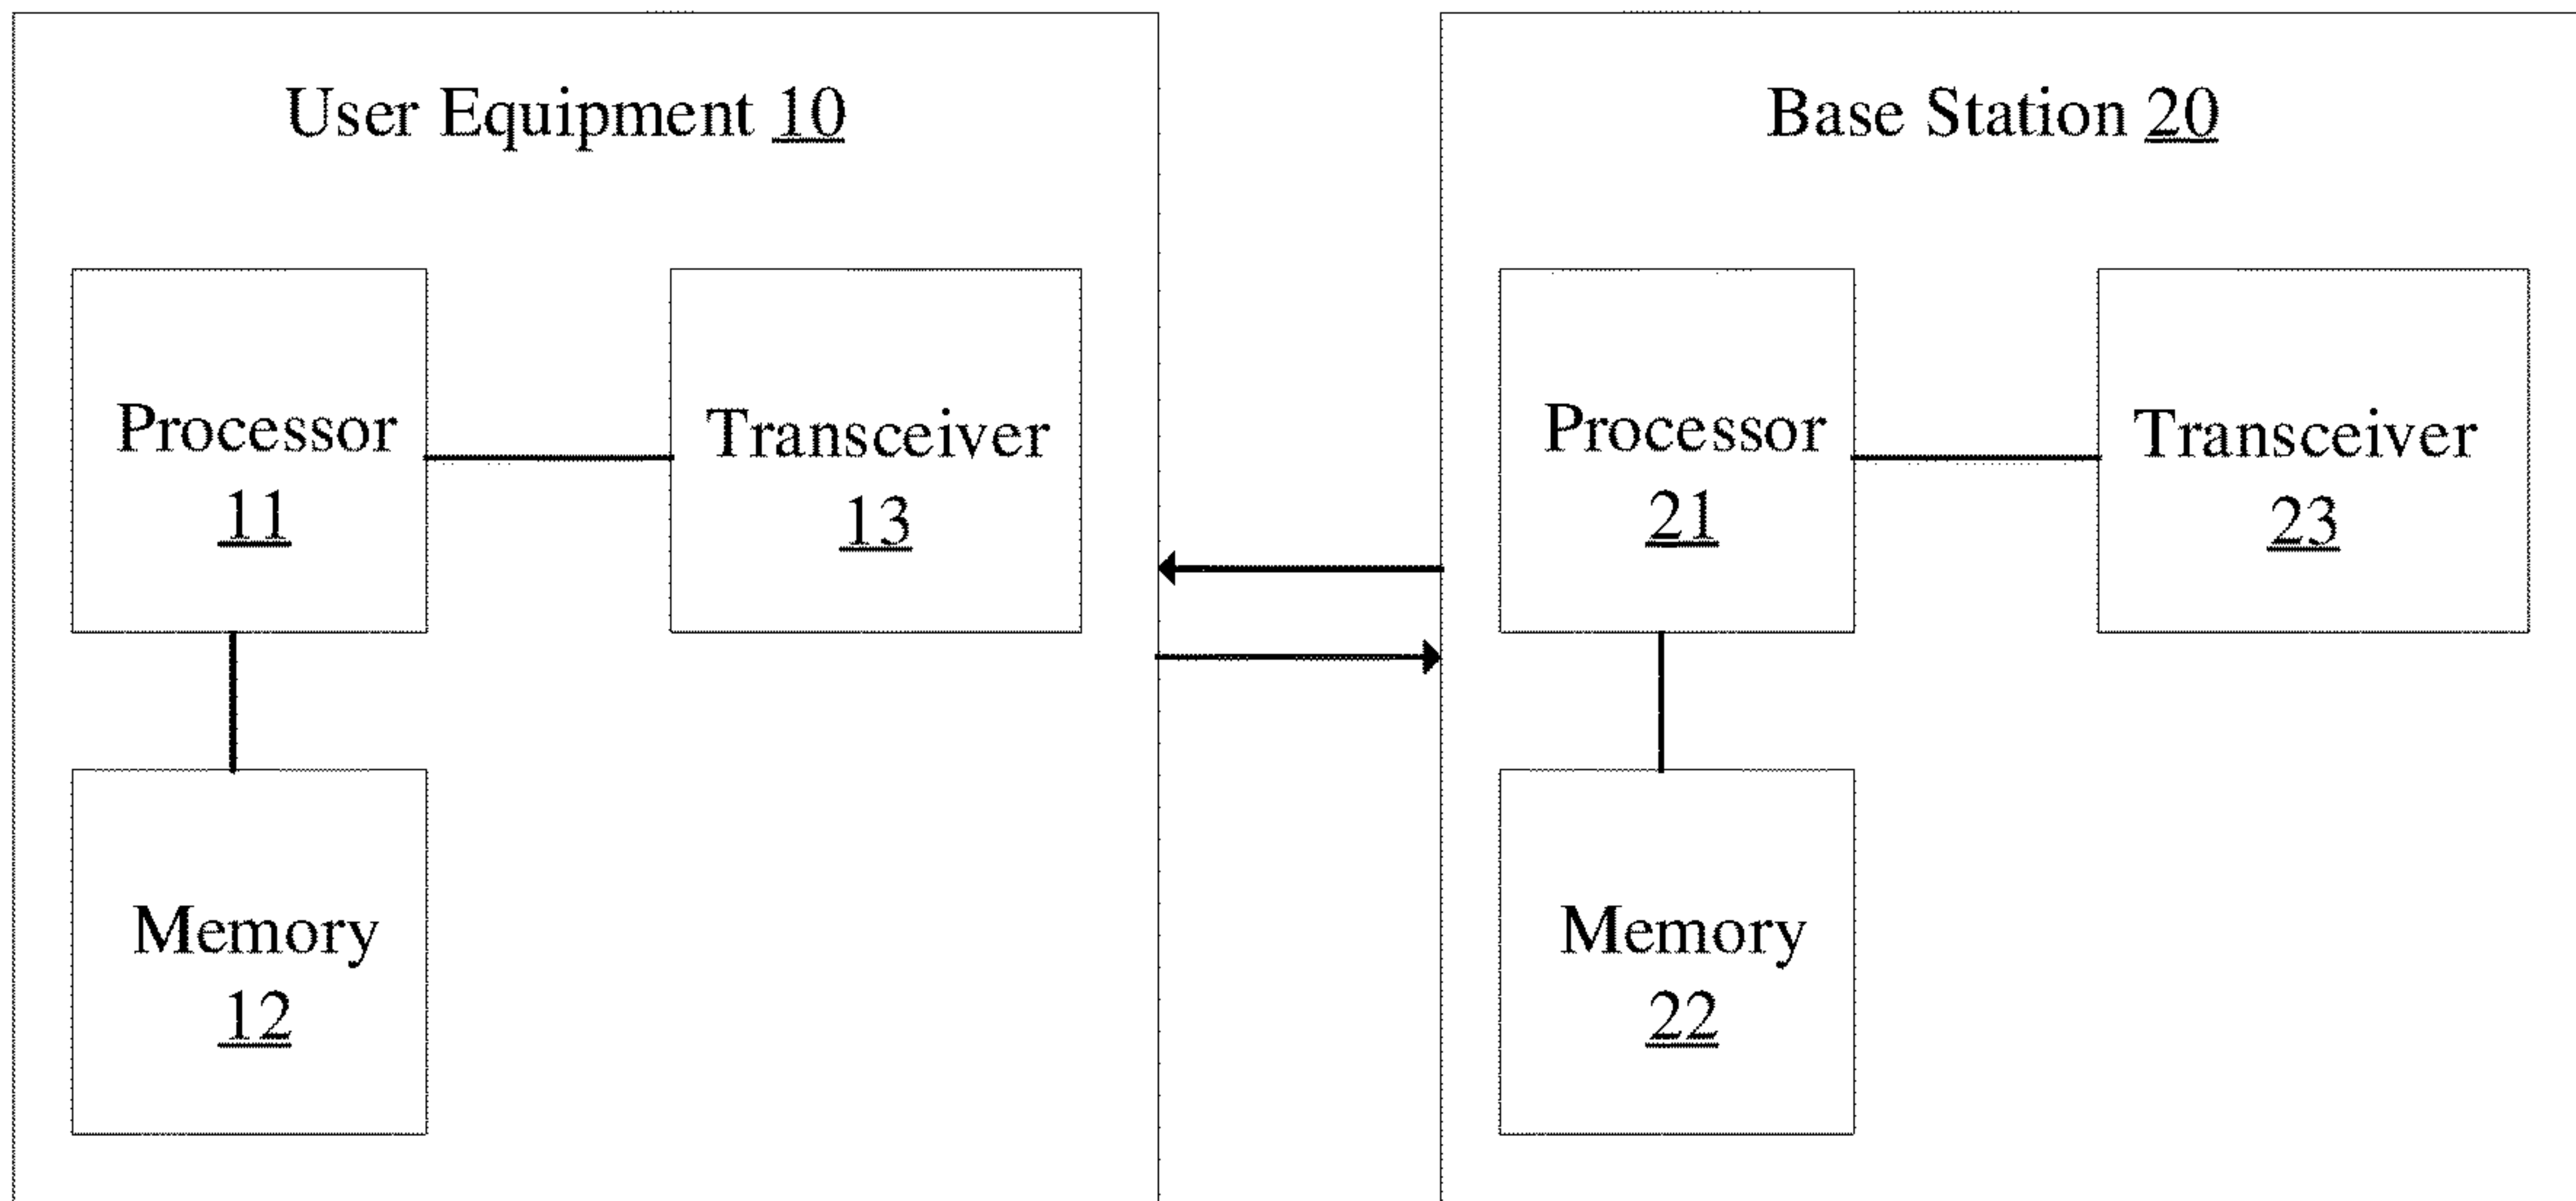 User Equipment 10
Processor
11
Transceiver
13
Memory
12
Base Station 20
Processor
21
Transceiver
23
Memory
22